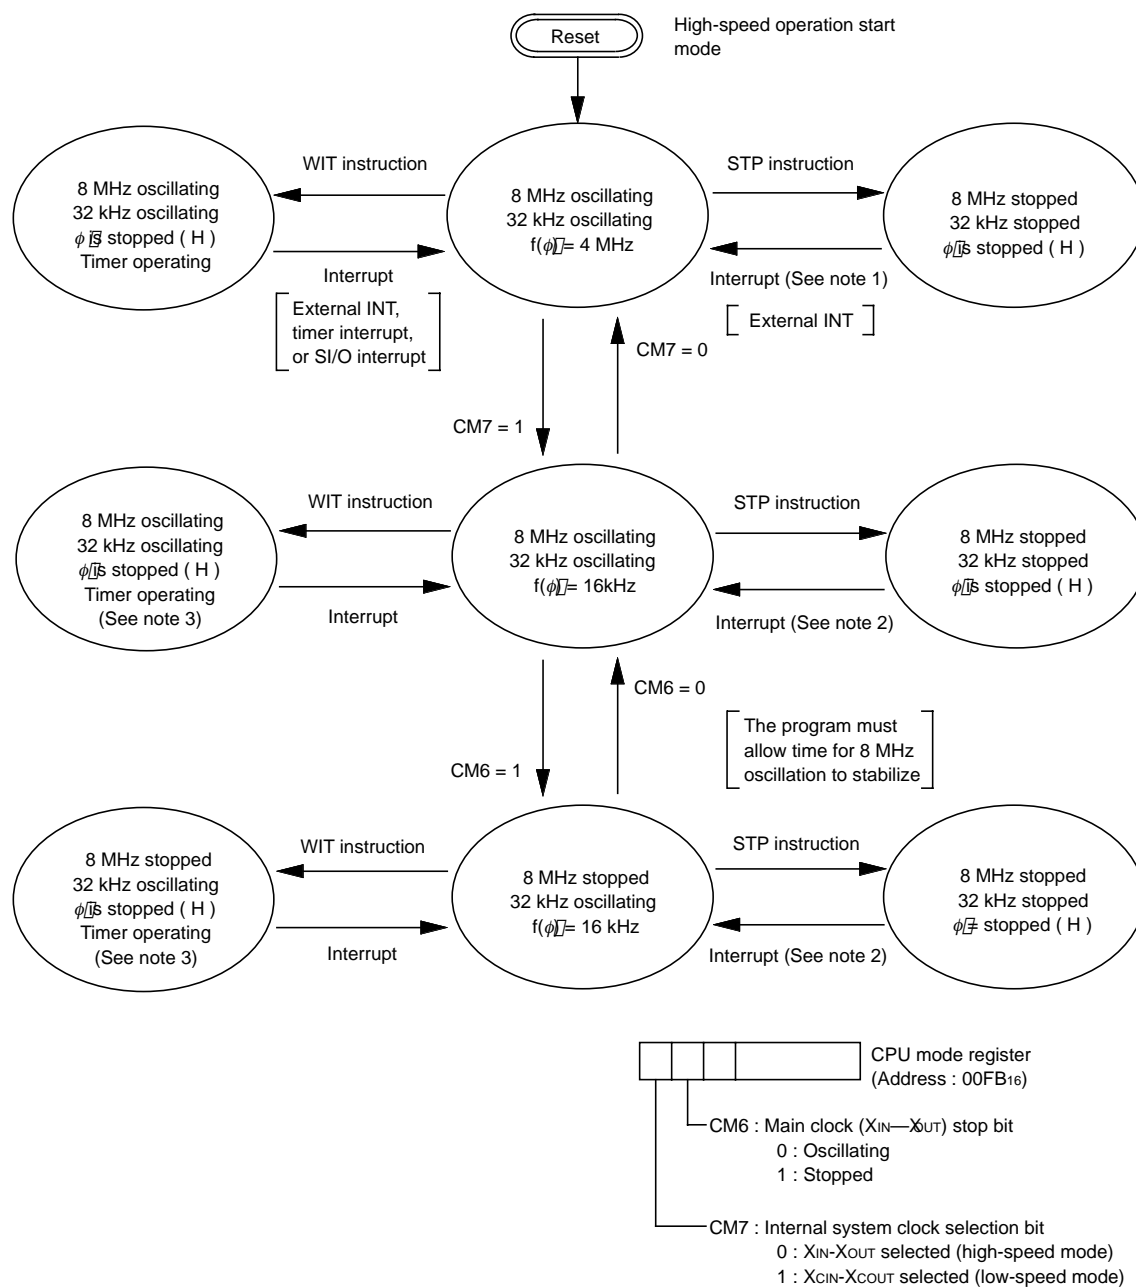 Reset
High-speed operation start
mode
8 MHz oscillating
32 kHz oscillating
ϕ is stopped ( H )
Timer operating
WIT instruction
Interrupt
External INT,
timer interrupt,
or SI/O interrupt
8 MHz oscillating
32 kHz oscillating
f(ϕ) = 4 MHz
STP instruction
Interrupt (See note 1)
External INT
8 MHz stopped
32 kHz stopped
ϕ is stopped ( H )
CM7 = 1
CM7 = 0
8 MHz oscillating
32 kHz oscillating
ϕ is stopped ( H )
Timer operating
(See note 3)
WIT instruction
Interrupt
8 MHz oscillating
32 kHz oscillating
f(ϕ) = 16kHz
STP instruction
Interrupt (See note 2)
8 MHz stopped
32 kHz stopped
ϕ is stopped ( H )
CM6 = 1
CM6 = 0
The program must
allow time for 8 MHz
oscillation to stabilize
8 MHz stopped
32 kHz oscillating
ϕ is stopped ( H )
Timer operating
(See note 3)
WIT instruction
Interrupt
8 MHz stopped
32 kHz oscillating
f(ϕ) = 16 kHz
STP instruction
Interrupt (See note 2)
8 MHz stopped
32 kHz stopped
ϕ = stopped ( H )
CPU mode register
(Address : 00FB16)
CM6 : Main clock (XIN—XOUT) stop bit
0 : Oscillating
1 : Stopped
CM7 : Internal system clock selection bit
0 : XIN-XOUT selected (high-speed mode)
1 : XCIN-XCOUT selected (low-speed mode)